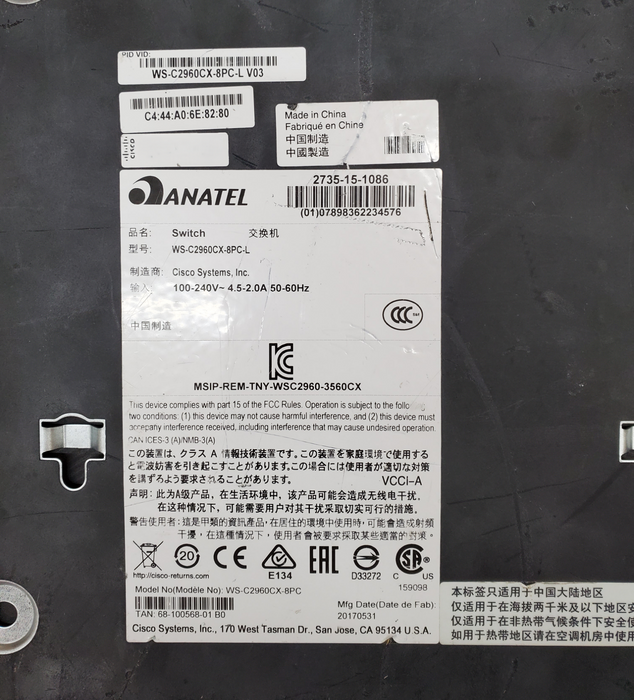 PID VID:
WS-C2960CX-8PC-L V03
C4:44:A0:6E:82:80
CISCO
Made in China
Fabriqué en Chine
中国制造
中國製造
ANATEL
2735-15-1086
(01)07898362234576
品名: Switch 交换机
型号: WS-C2960CX-8PC-L
制造商: Cisco Systems, Inc.
输入: 100-240V~ 4.5-2.0A 50-60Hz
中国制造
CCC
MSIP-REM-TNY-WSC2960-3560CX
This device complies with part 15 of the FCC Rules. Operation is subject to the
two conditions: (1) this device may not cause harmful interference, and (2) this device must
accept any interference received, including interference that may cause undesired operation.
CAN ICES-3 (A)/NMB-3(A)
この装置は、クラス A 情報技術装置です。この装置を家庭環境で使用する
と電波妨害を引き起こすことがあります。この場合には使用者が適切な対策
を講ずるよう要求されることがあります。 VCCI-A
声明: 此为A级产品, 在生活环境中, 该产品可能会造成无线电干扰,
在这种情况下, 可能需要用户对其干扰采取切实可行的措施。
警告使用者: 這是甲類的資訊產品, 在居住的環境中使用時, 可能會造成射頻
干擾, 在這種情況下, 使用者會被要求採取某些適當的對策。
20 CE E134 EAC D33272 SA C US
http://cisco-returns.com
159098
Model No(Modèle No): WS-C2960CX-8PC
TAN: 68-100568-01 B0
Mfg Date(Date de Fab):
20170531
Cisco Systems, Inc., 170 West Tasman Dr., San Jose, CA 95134 U.S.A.
本标签只适用于中国大陆地区
仅适用于在海拔两千米及以下地区安
仅适用于在非热带气候条件下安全使
如用于热带地区请在空调机房中使用